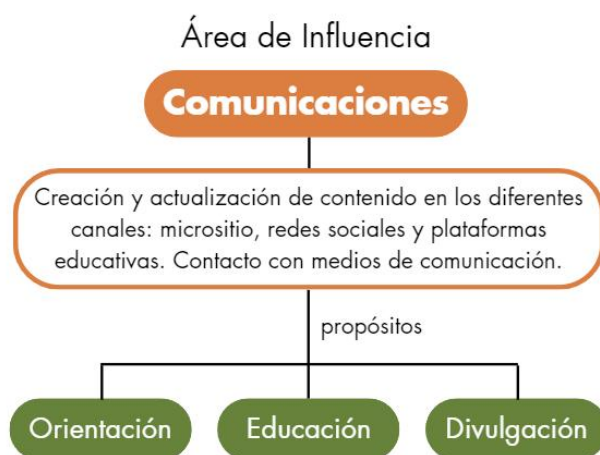 Área de Influencia
Comunicaciones
Creación y actualización de contenido en los diferentes
canales: micrositio, redes sociales y plataformas
educativas. Contacto con medios de comunicación.
propósitos
Orientación
Educación
Divulgación